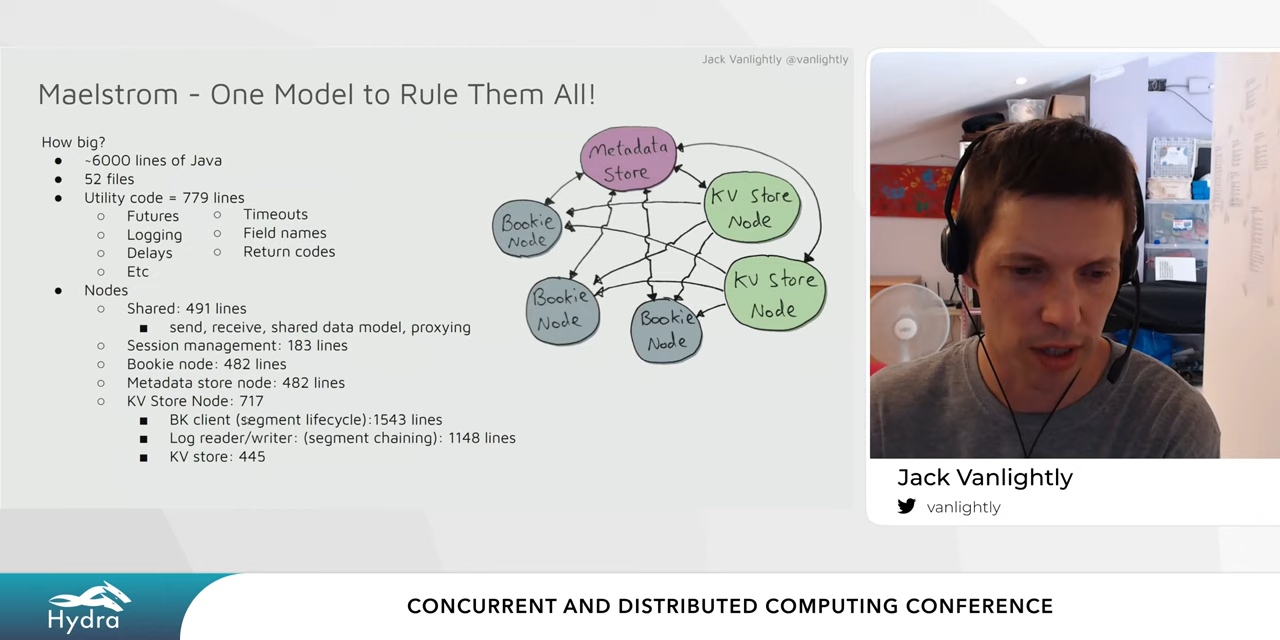 Jack Vanlightly @vanlightly
Maelstrom - One Model to Rule Them All!
How big?
● ~6000 lines of Java
● 52 files
● Utility code = 779 lines
○ Futures
○ Logging
○ Delays
○ Etc
○ Timeouts
○ Field names
○ Return codes
● Nodes
○ Shared: 491 lines
■ send, receive, shared data model, proxying
○ Session management: 183 lines
○ Bookie node: 482 lines
○ Metadata store node: 482 lines
○ KV Store Node: 717
■ BK client (segment lifecycle):1543 lines
■ Log reader/writer: (segment chaining): 1148 lines
■ KV store: 445
Metadata
Store
KV Store
Node
Bookie
Node
KV Store
Node
Bookie
Node
Bookie
Node
Jack Vanlightly
vanlightly
Hydra
CONCURRENT AND DISTRIBUTED COMPUTING CONFERENCE